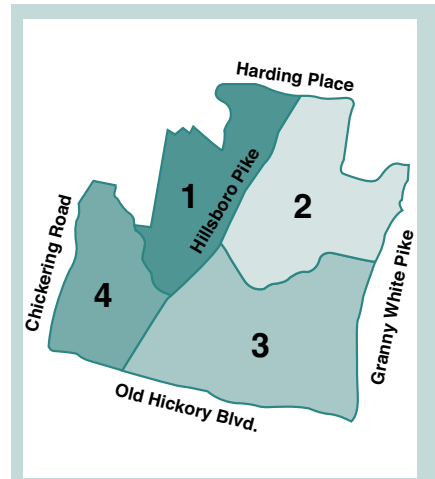 Harding Place
1
Hillsboro Pike
2
Chickering Road
4
3
Granny White Pike
Old Hickory Blvd.